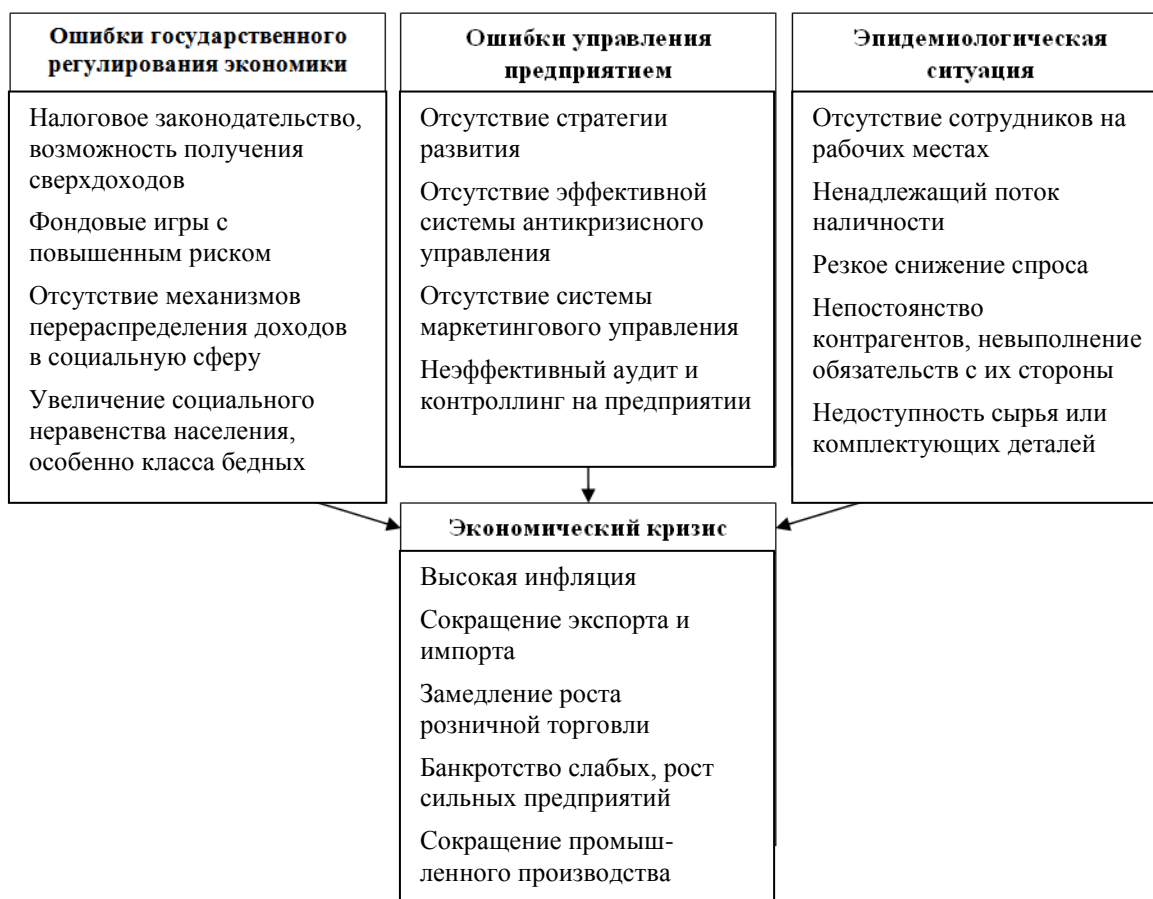 Ошибки государственного
регулирования экономики
Налоговое законодательство,
возможность получения
сверхдоходов
Фондовые игры с
повышенным риском
Отсутствие механизмов
перераспределения доходов
в социальную сферу
Увеличение социального
неравенства населения,
особенно класса бедных
Ошибки управления
предприятием
Отсутствие стратегии
развития
Отсутствие эффективной
системы антикризисного
управления
Отсутствие системы
маркетингового управления
Неэффективный аудит и
контроллинг на предприятии
Эпидемиологическая
ситуация
Отсутствие сотрудников на
рабочих местах
Ненадлежащий поток
наличности
Резкое снижение спроса
Непостоянство
контрагентов, невыполнение
обязательств с их стороны
Недоступность сырья или
комплектующих деталей
Экономический кризис
Высокая инфляция
Сокращение экспорта и
импорта
Замедление роста
розничной торговли
Банкротство слабых, рост
сильных предприятий
Сокращение промыш-
ленного производства